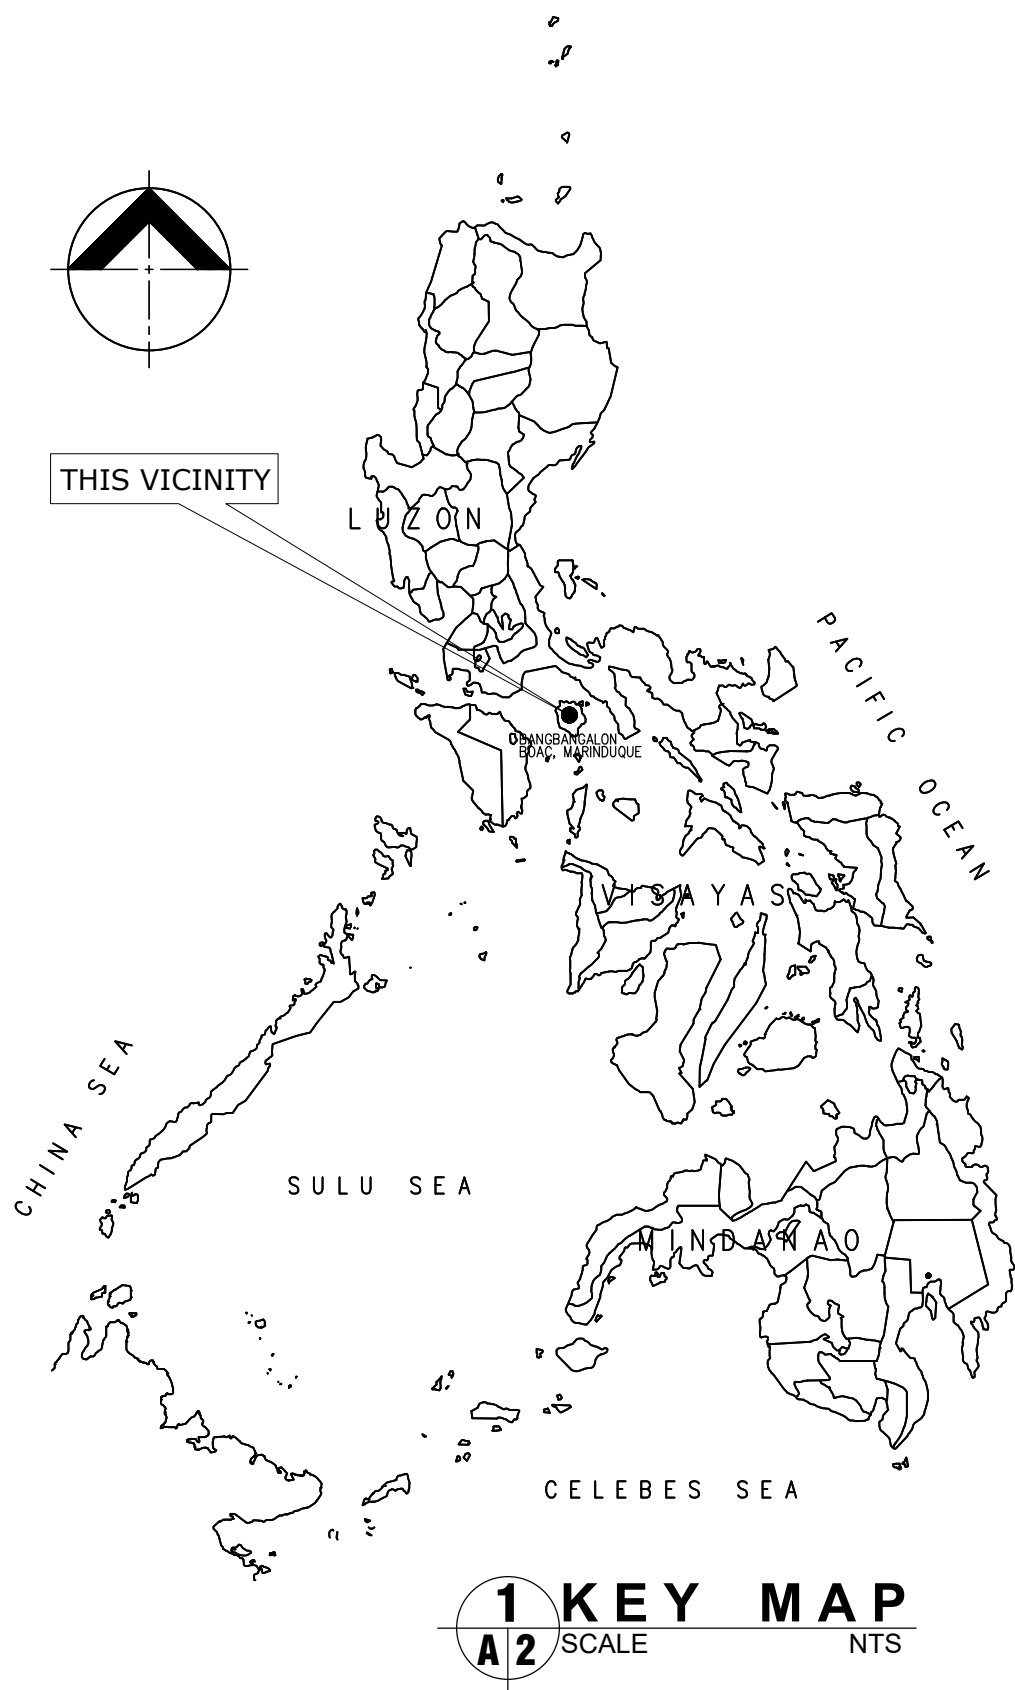 THIS VICINITY
LUZON
PACIFIC OCEAN
BANGBANGALON
BOAC, MARINDUQUE
VISAYAS
CHINA SEA
SULU SEA
MINDANAO
CELEBES SEA
1 KEY MAP
A 2 SCALE NTS